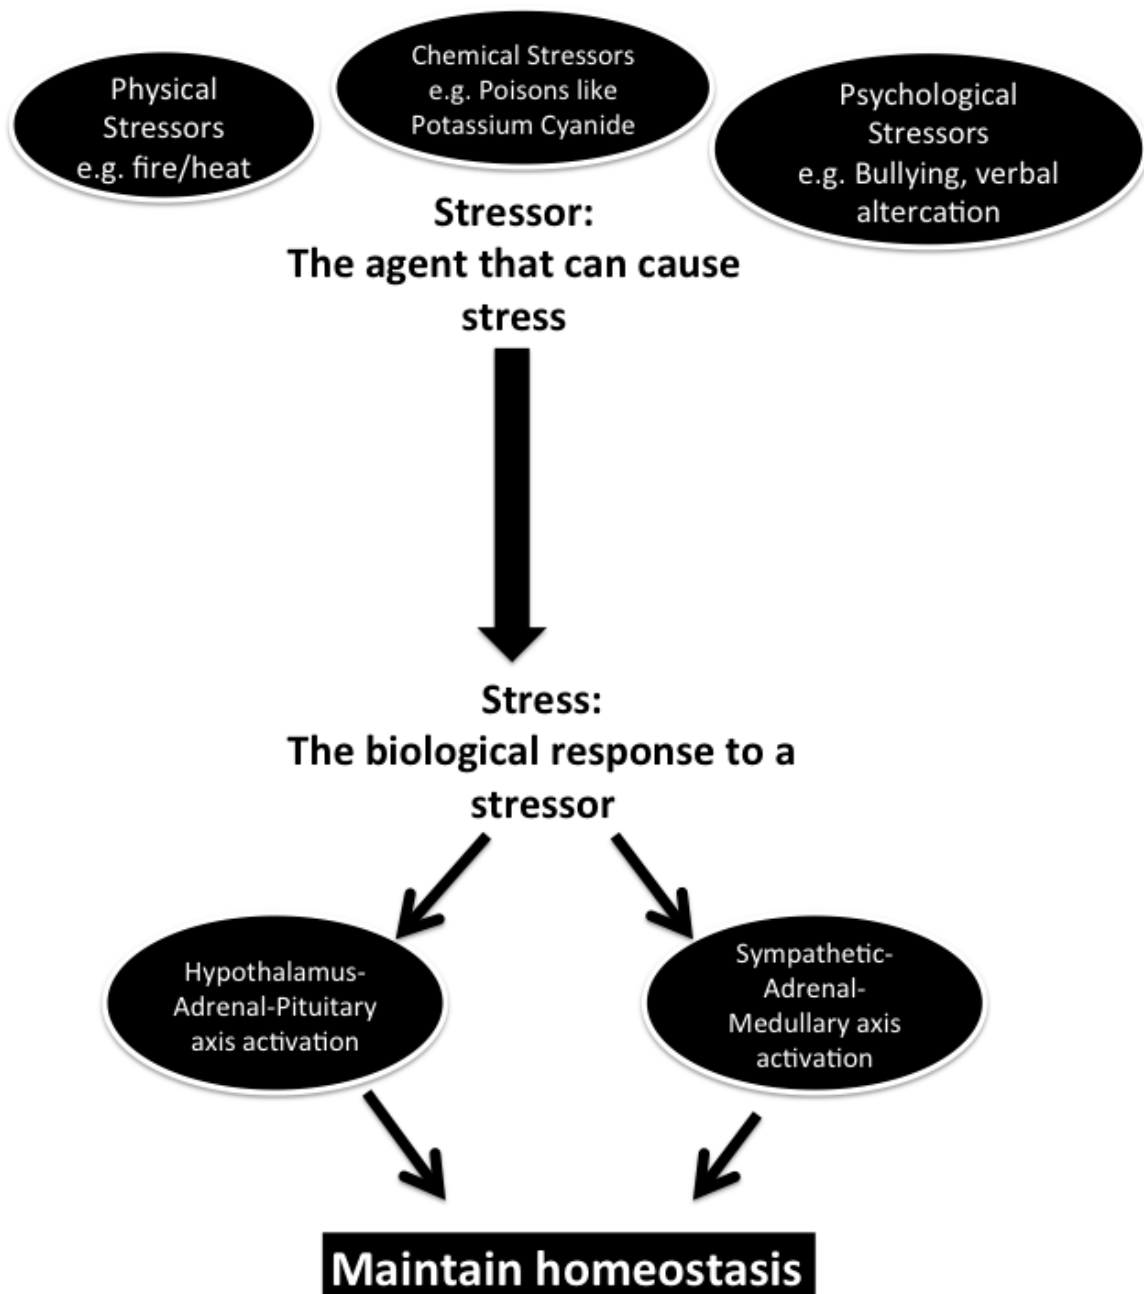 Physical
Stressors
e.g. fire/heat
Chemical Stressors
e.g. Poisons like
Potassium Cyanide
Psychological
Stressors
e.g. Bullying, verbal
altercation
Stressor:
The agent that can cause
stress
Stress:
The biological response to a
stressor
Hypothalamus-
Adrenal-Pituitary
axis activation
Sympathetic-
Adrenal-
Medullary axis
activation
Maintain homeostasis